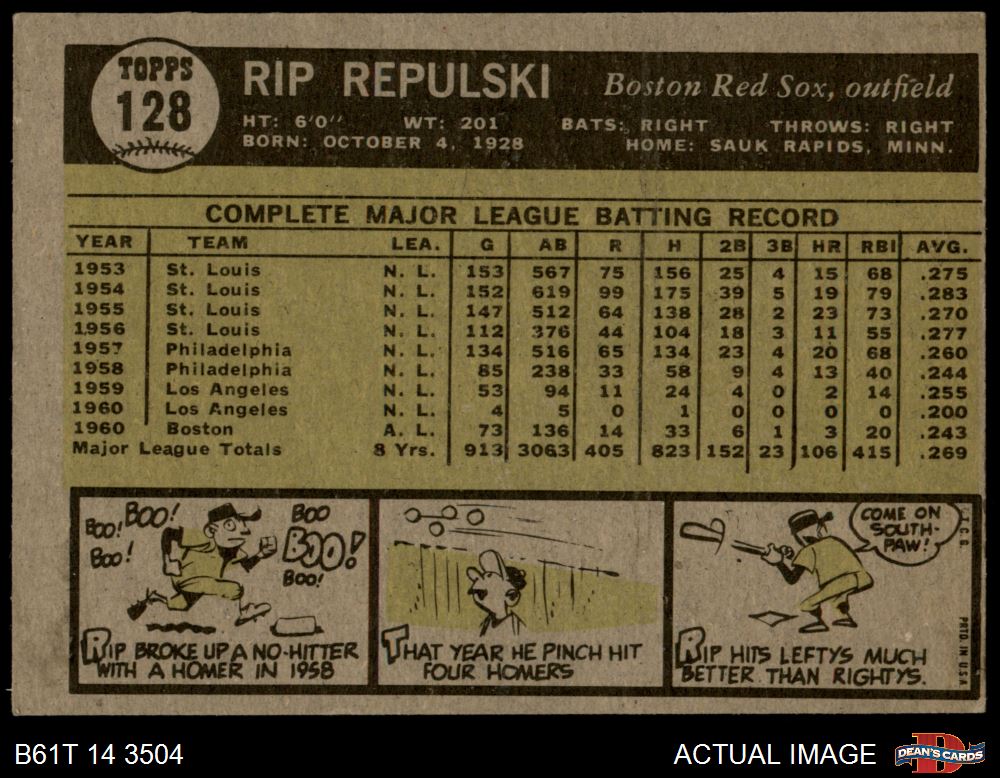 TOPPS
128
RIP REPULSKI
Boston Red Sox, outfield
HT: 6'0" WT: 201 BATS: RIGHT THROWS: RIGHT
BORN: OCTOBER 4, 1928 HOME: SAUK RAPIDS, MINN.
COMPLETE MAJOR LEAGUE BATTING RECORD
YEAR TEAM LEA. G AB R H 2B 3B HR RBI AVG.
1953 St. Louis N. L. 153 567 75 156 25 4 15 68 .275
1954 St. Louis N. L. 152 619 99 175 39 5 19 79 .283
1955 St. Louis N. L. 147 512 64 138 28 2 23 73 .270
1956 St. Louis N. L. 112 376 44 104 18 3 11 55 .277
1957 Philadelphia N. L. 134 516 65 134 23 4 20 68 .260
1958 Philadelphia N. L. 85 238 33 58 9 4 13 40 .244
1959 Los Angeles N. L. 53 94 11 24 4 0 2 14 .255
1960 Los Angeles N. L. 4 5 0 1 0 0 0 0 .200
1960 Boston A. L. 73 136 14 33 6 1 3 20 .243
Major League Totals 8 Yrs. 913 3063 405 823 152 23 106 415 .269
BOO! BOO!
BOO!
BOO
BOO!
BOO!
RIP BROKE UP A NO-HITTER
WITH A HOMER IN 1958
THAT YEAR HE PINCH HIT
FOUR HOMERS
COME ON
SOUTH-
PAW!
RIP HITS LEFTYS MUCH
BETTER THAN RIGHTYS.
T.C.G. PRTD. IN U.S.A.
B61T 14 3504
ACTUAL IMAGE
DEAN'S CARDS